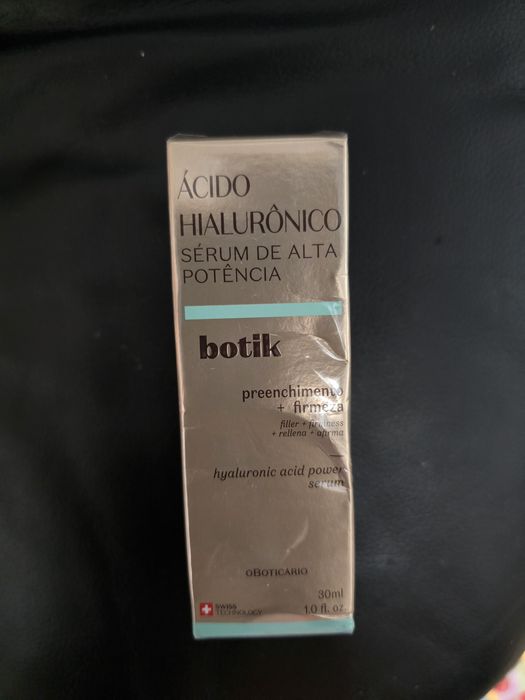 ÁCIDO
HIALURÔNICO
SÉRUM DE ALTA
POTÊNCIA
botik
preenchimento
+ firmeza
filler + firmness
+ rellena + afirma
hyaluronic acid power
serum
oBOTICÁRIO
30ml
1.0 fl. oz.
SWISS
TECHNOLOGY